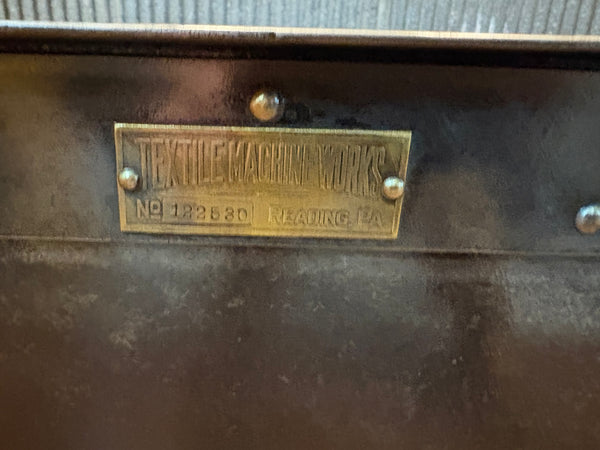 TEXTILE MACHINE WORKS
No 122530 READING, PA.